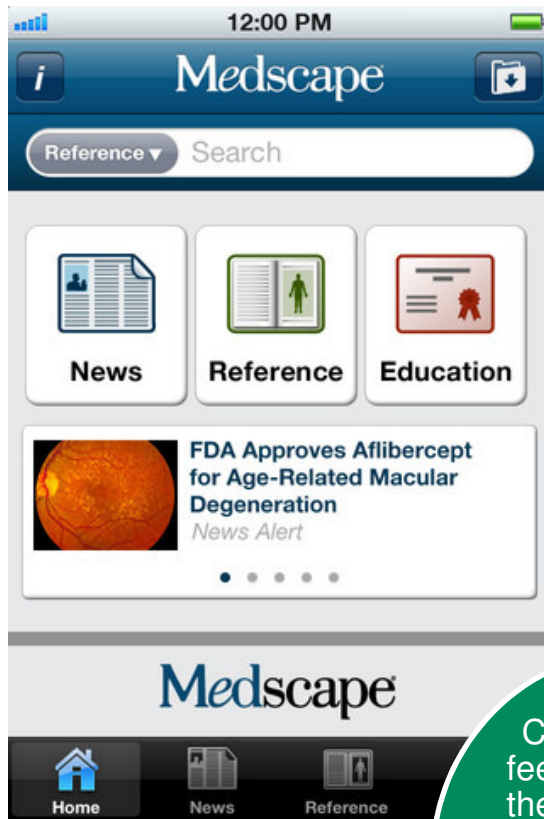 12:00 PM
i
Medscape
Reference ▾ Search
News Reference Education
FDA Approves Aflibercept
for Age-Related Macular
Degeneration
News Alert
Medscape
Home News Reference
the